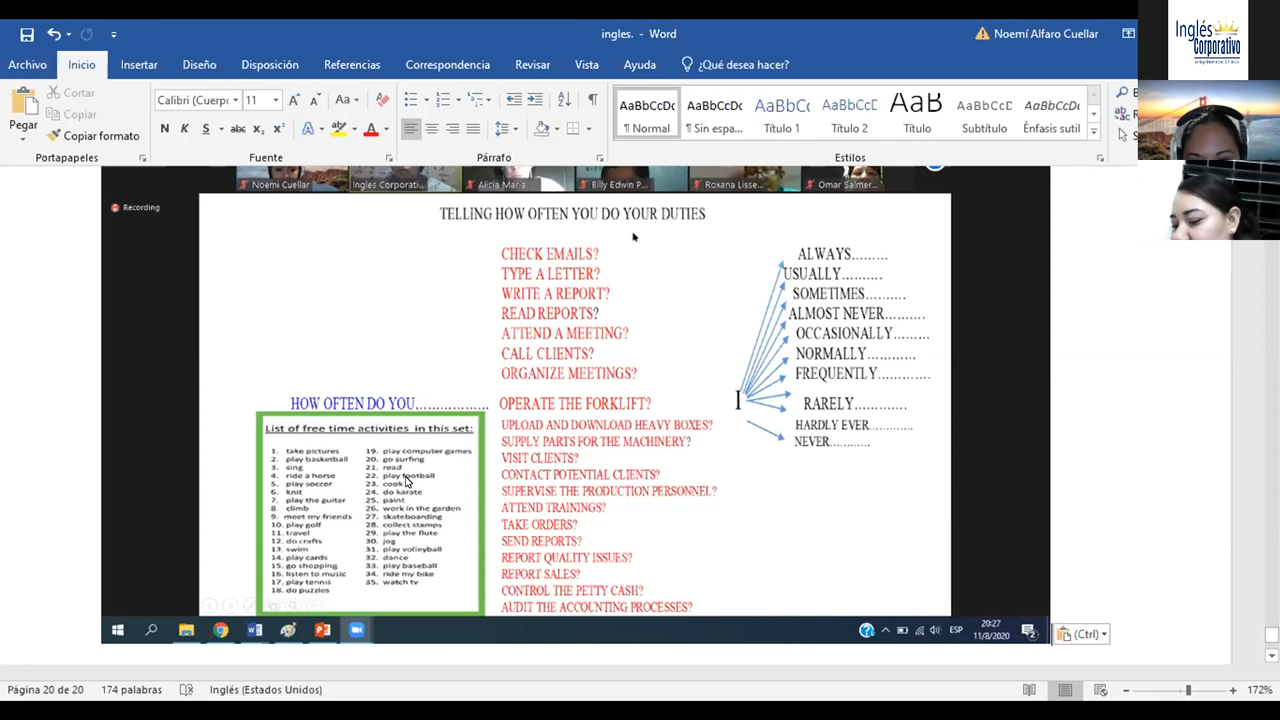 ingles. - Word
Noemí Alfaro Cuellar
Inglés
Corporativo
Archivo Inicio Insertar Diseño Disposición Referencias Correspondencia Revisar Vista Ayuda ¿Qué desea hacer?
Pegar
Cortar
Copiar
Copiar formato
Portapapeles
Calibri (Cuerpo 11
Fuente
Párrafo
AaBbCcDc AaBbCcDc AaBbCc AaBbCcD AaB AaBbCcD AaBbCcDc
¶ Normal ¶ Sin espa... Título 1 Título 2 Título Subtítulo Énfasis sutil
Estilos
Noemi Cuellar Ingles Corporati... Alicia Maria Billy Edwin P... Roxana Lisse... Omar Salmer...
Recording
TELLING HOW OFTEN YOU DO YOUR DUTIES
HOW OFTEN DO YOU.................
CHECK EMAILS?
TYPE A LETTER?
WRITE A REPORT?
READ REPORTS?
ATTEND A MEETING?
CALL CLIENTS?
ORGANIZE MEETINGS?
OPERATE THE FORKLIFT?
UPLOAD AND DOWNLOAD HEAVY BOXES?
SUPPLY PARTS FOR THE MACHINERY?
VISIT CLIENTS?
CONTACT POTENTIAL CLIENTS?
SUPERVISE THE PRODUCTION PERSONNEL?
ATTEND TRAININGS?
TAKE ORDERS?
SEND REPORTS?
REPORT QUALITY ISSUES?
REPORT SALES?
CONTROL THE PETTY CASH?
AUDIT THE ACCOUNTING PROCESSES?
I
ALWAYS.........
USUALLY..........
SOMETIMES..........
ALMOST NEVER.........
OCCASIONALLY.........
NORMALLY............
FREQUENTLY.............
RARELY.............
HARDLY EVER............
NEVER...........
List of free time activities in this set:
1. take pictures
2. play basketball
3. sing
4. ride a horse
5. play soccer
6. knit
7. play the guitar
8. climb
9. meet my friends
10. play golf
11. travel
12. do crafts
13. swim
14. play cards
15. go shopping
16. listen to music
17. play tennis
18. do puzzles
19. play computer games
20. go surfing
21. read
22. play football
23. cook
24. do karate
25. paint
26. work in the garden
27. skateboarding
28. collect stamps
29. play the flute
30. jog
31. play volleyball
32. dance
33. play baseball
34. ride my bike
35. watch tv
ESP
20:27
11/8/2020
(Ctrl)
Página 20 de 20 174 palabras Inglés (Estados Unidos) 172%